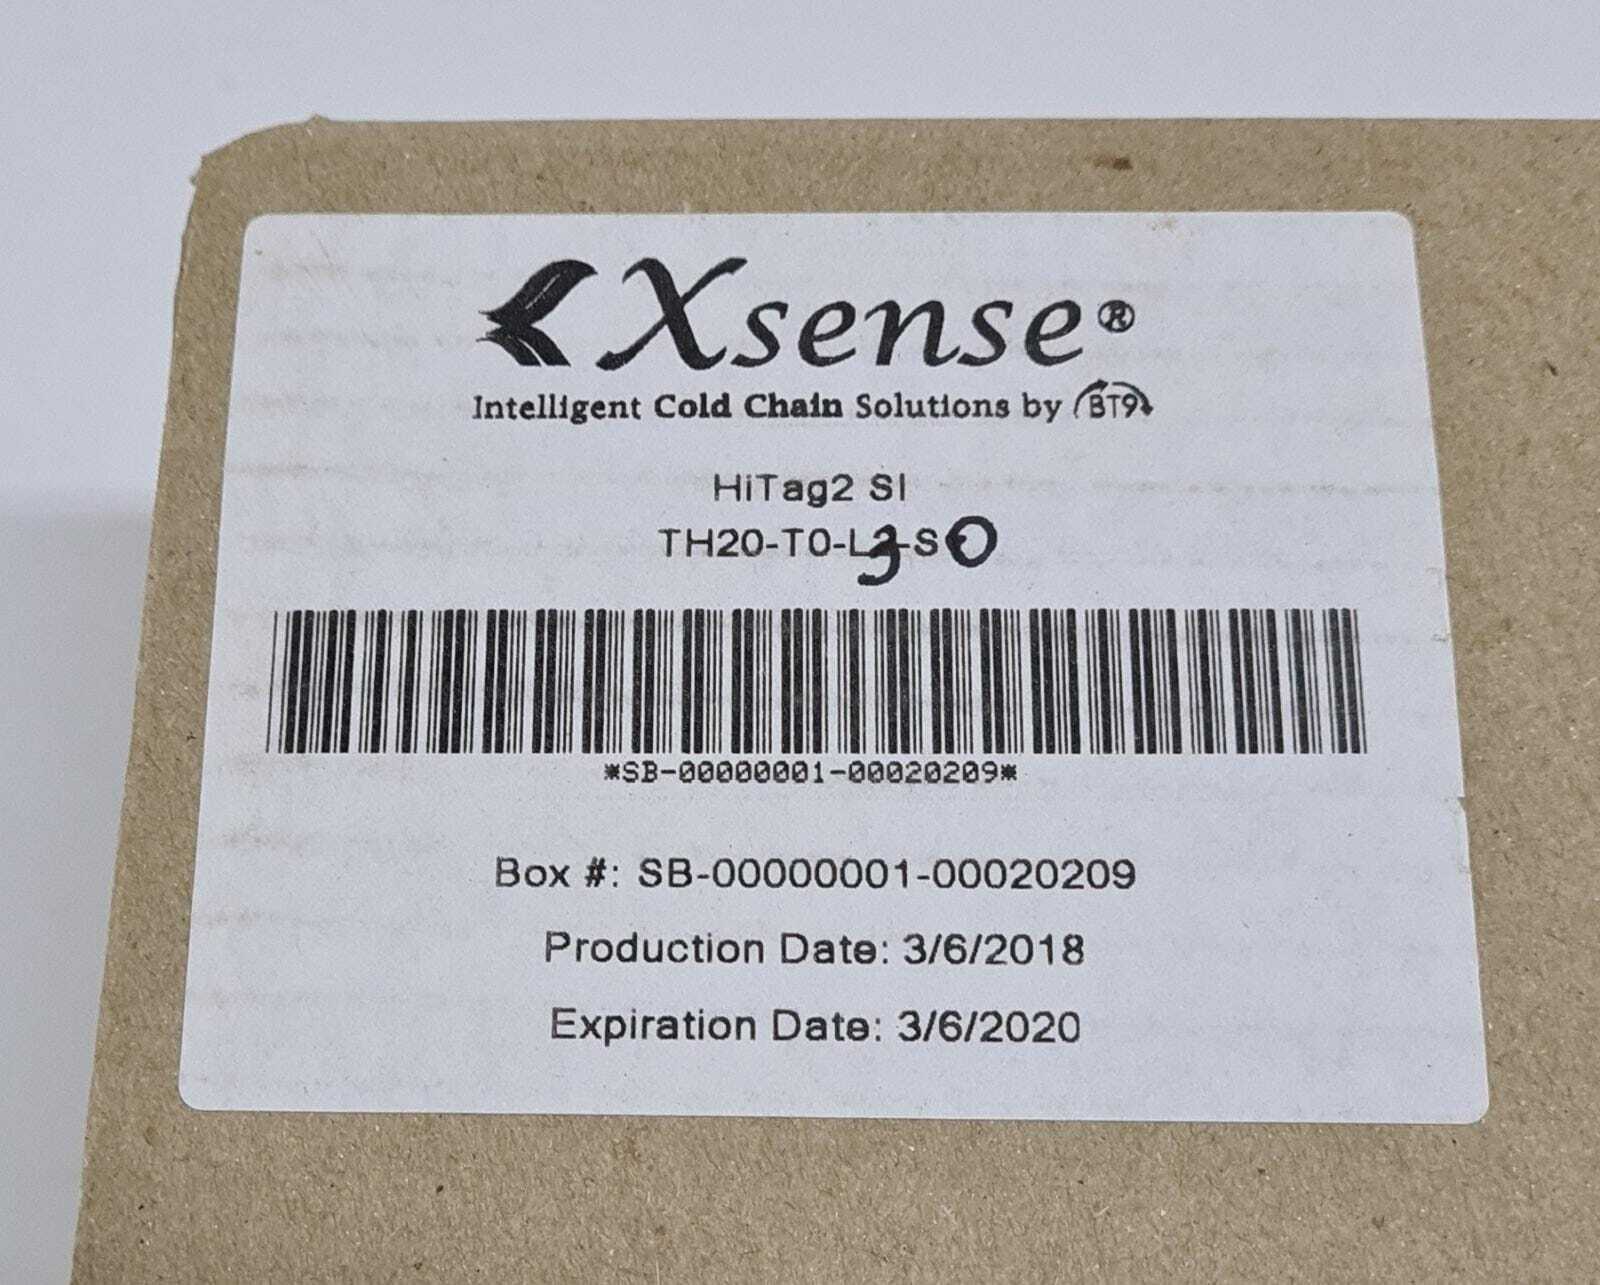 Xsense®
Intelligent Cold Chain Solutions by BT9
HiTag2 SI
TH20-T0-L3-S0
*SB-00000001-00020209*
Box #: SB-00000001-00020209
Production Date: 3/6/2018
Expiration Date: 3/6/2020